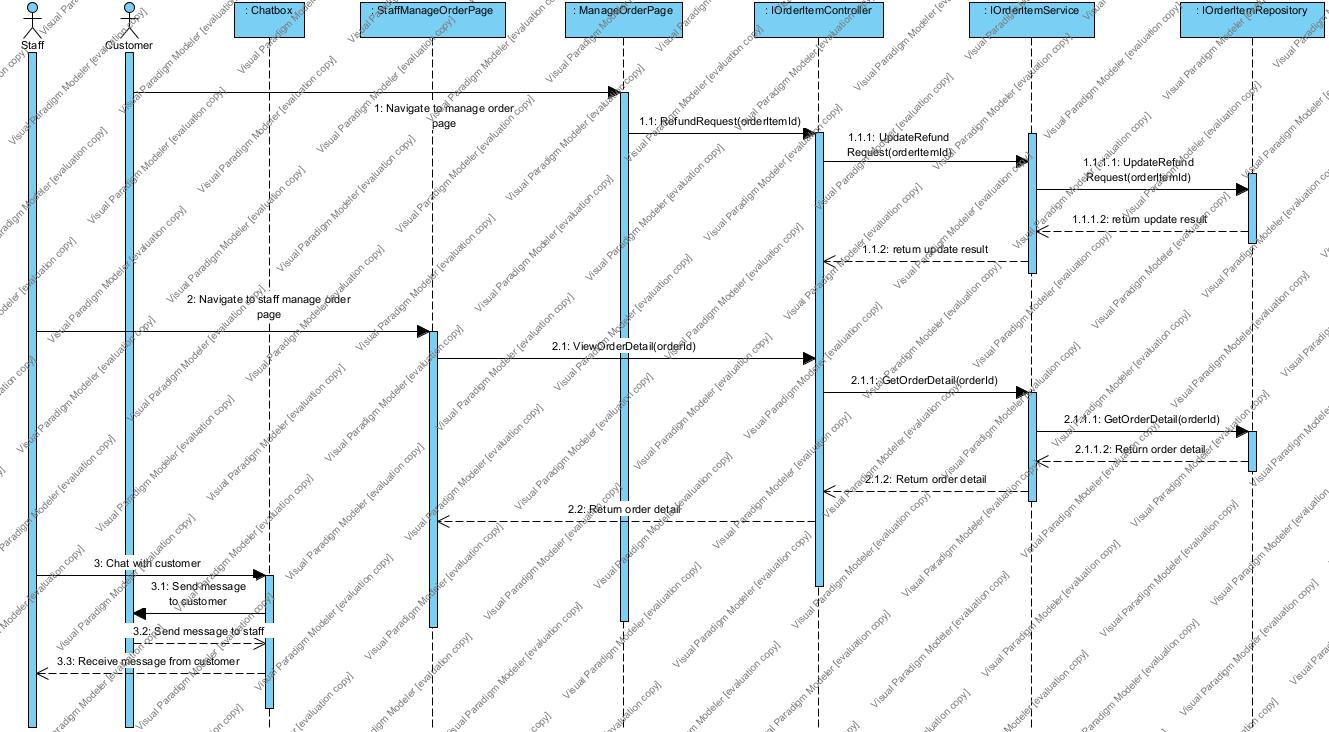 : Chatbox
: StaffManageOrderPage
: ManageOrderPage
: IOrderItemController
: IOrderItemService
: IOrderItemRepository
Staff
Customer
1: Navigate to manage order
page
1.1: RefundRequest(orderItemId)
1.1.1: UpdateRefund
Request(orderItemId)
1.1.1.1: UpdateRefund
Request(orderItemId)
1.1.1.2: return update result
1.1.2: return update result
2: Navigate to staff manage order
page
2.1: ViewOrderDetail(orderId)
2.1.1: GetOrderDetail(orderId)
2.1.1.1: GetOrderDetail(orderId)
2.1.1.2: Return order detail
2.1.2: Return order detail
2.2: Return order detail
3: Chat with customer
3.1: Send message
to customer
3.2: Send message to staff
3.3: Receive message from customer
Visual Paradigm Modeler [evaluation copy]